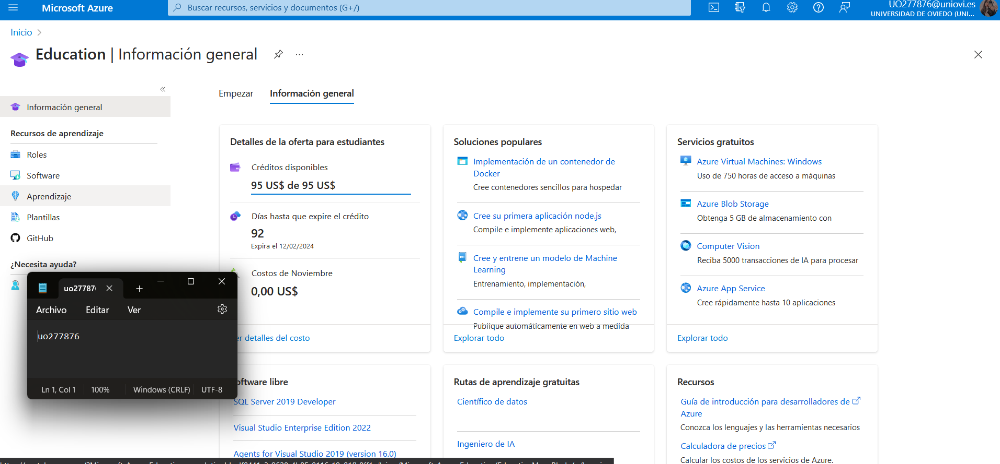 Microsoft Azure
Buscar recursos, servicios y documentos (G+/)
UO277876@uniovi.es
UNIVERSIDAD DE OVIEDO (UNI...
Inicio
Education | Información general
...
«
Información general
Recursos de aprendizaje
Roles
Software
Aprendizaje
Plantillas
GitHub
¿Necesita ayuda?
Empezar
Información general
Detalles de la oferta para estudiantes
Créditos disponibles
95 US$ de 95 US$
Días hasta que expire el crédito
92
Expira el 12/02/2024
Costos de Noviembre
0,00 US$
er detalles del costo
Soluciones populares
Implementación de un contenedor de
Docker
Cree contenedores sencillos para hospedar
Cree su primera aplicación node.js
Compile e implemente aplicaciones web,
Cree y entrene un modelo de Machine
Learning
Entrenamiento, implementación,
Compile e implemente su primero sitio web
Publique automáticamente en web a medida
Explorar todo
Servicios gratuitos
Azure Virtual Machines: Windows
Uso de 750 horas de acceso a máquinas
Azure Blob Storage
Obtenga 5 GB de almacenamiento con
Computer Vision
Reciba 5000 transacciones de IA para procesar
Azure App Service
Cree rápidamente hasta 10 aplicaciones
Explorar todo
uo277876
Archivo Editar Ver
uo277876
Ln 1, Col 1 100% Windows (CRLF) UTF-8
oftware libre
SQL Server 2019 Developer
Visual Studio Enterprise Edition 2022
Agents for Visual Studio 2019 (version 16.0)
Rutas de aprendizaje gratuitas
Científico de datos
Ingeniero de IA
Recursos
Guía de introducción para desarrolladores de
Azure
Conozca los lenguajes y las herramientas necesarios
Calculadora de precios
Calcular los costos de los servicios de Azure.